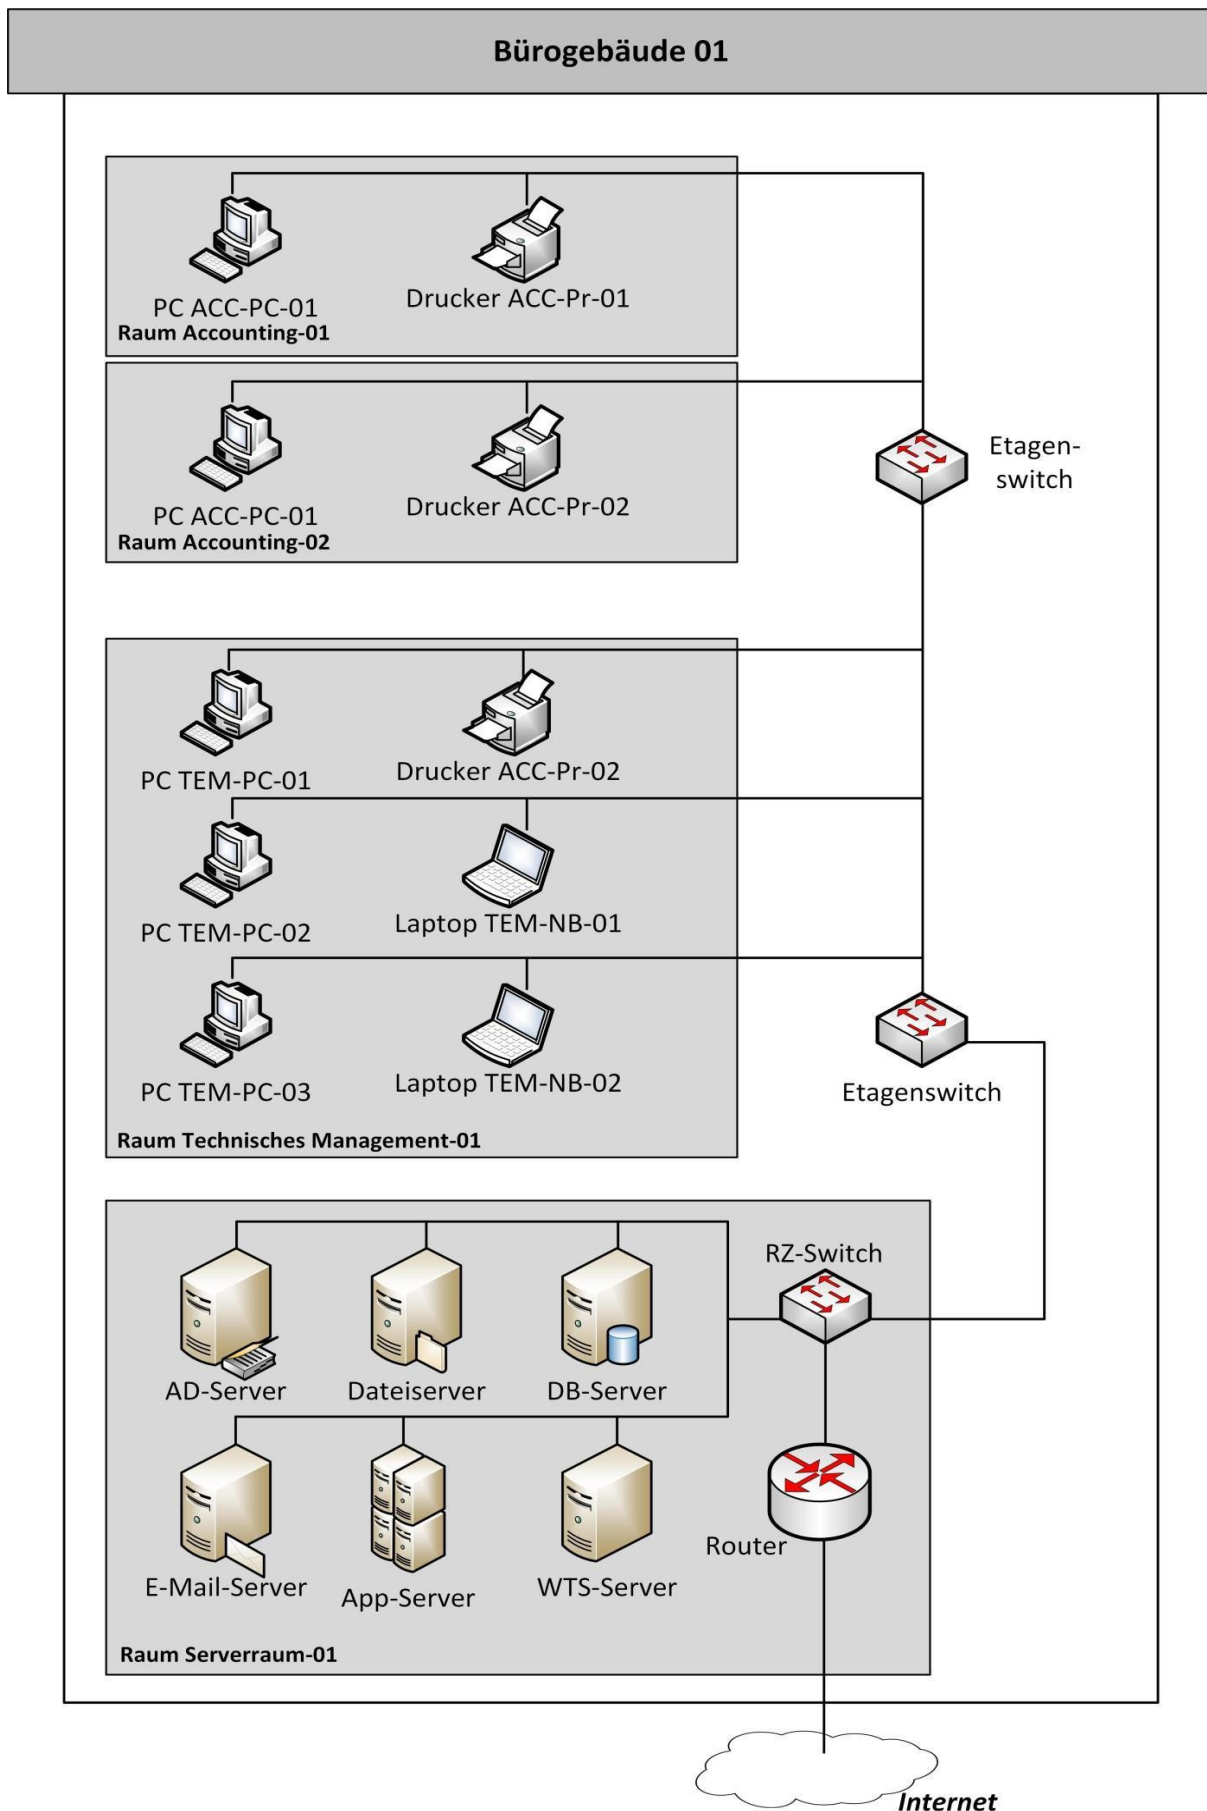 Bürogebäude 01
PC ACC-PC-01
Drucker ACC-Pr-01
Raum Accounting-01
PC ACC-PC-01
Drucker ACC-Pr-02
Raum Accounting-02
Etagen-
switch
PC TEM-PC-01
Drucker ACC-Pr-02
PC TEM-PC-02
Laptop TEM-NB-01
PC TEM-PC-03
Laptop TEM-NB-02
Etagenswitch
Raum Technisches Management-01
RZ-Switch
AD-Server
Dateiserver
DB-Server
Router
E-Mail-Server
App-Server
WTS-Server
Raum Serverraum-01
Internet